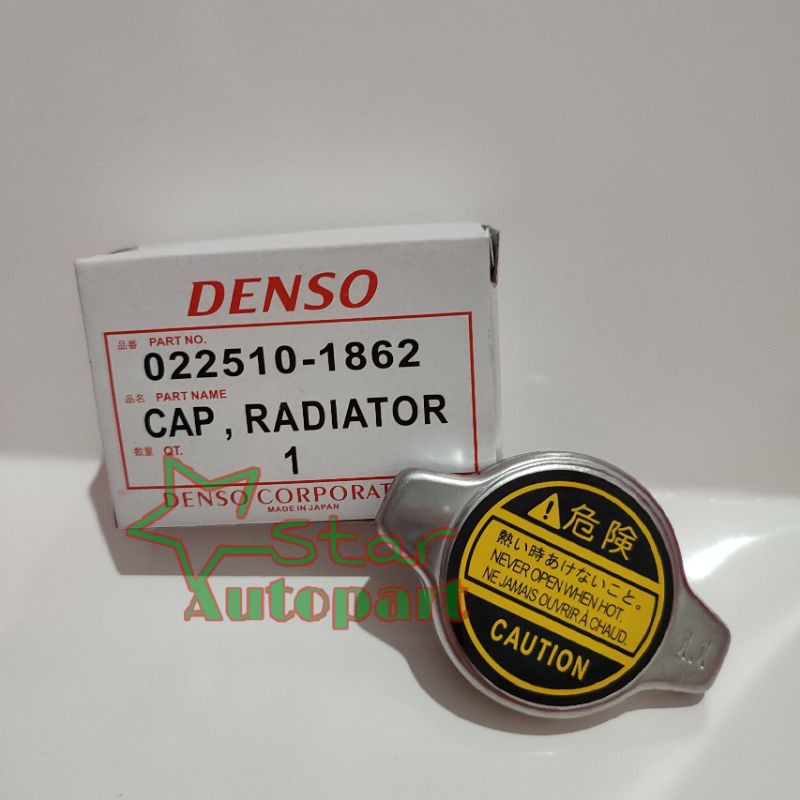 DENSO
品番 PART NO.
022510-1862
品名 PART NAME
CAP , RADIATOR
数量 QT.
1
DENSO CORPORAT
MADE IN JAPAN
Star
Autopart
危険
熱い時あけないこと。
NEVER OPEN WHEN HOT.
NE JAMAIS OUVRIR À CHAUD.
CAUTION
1.1